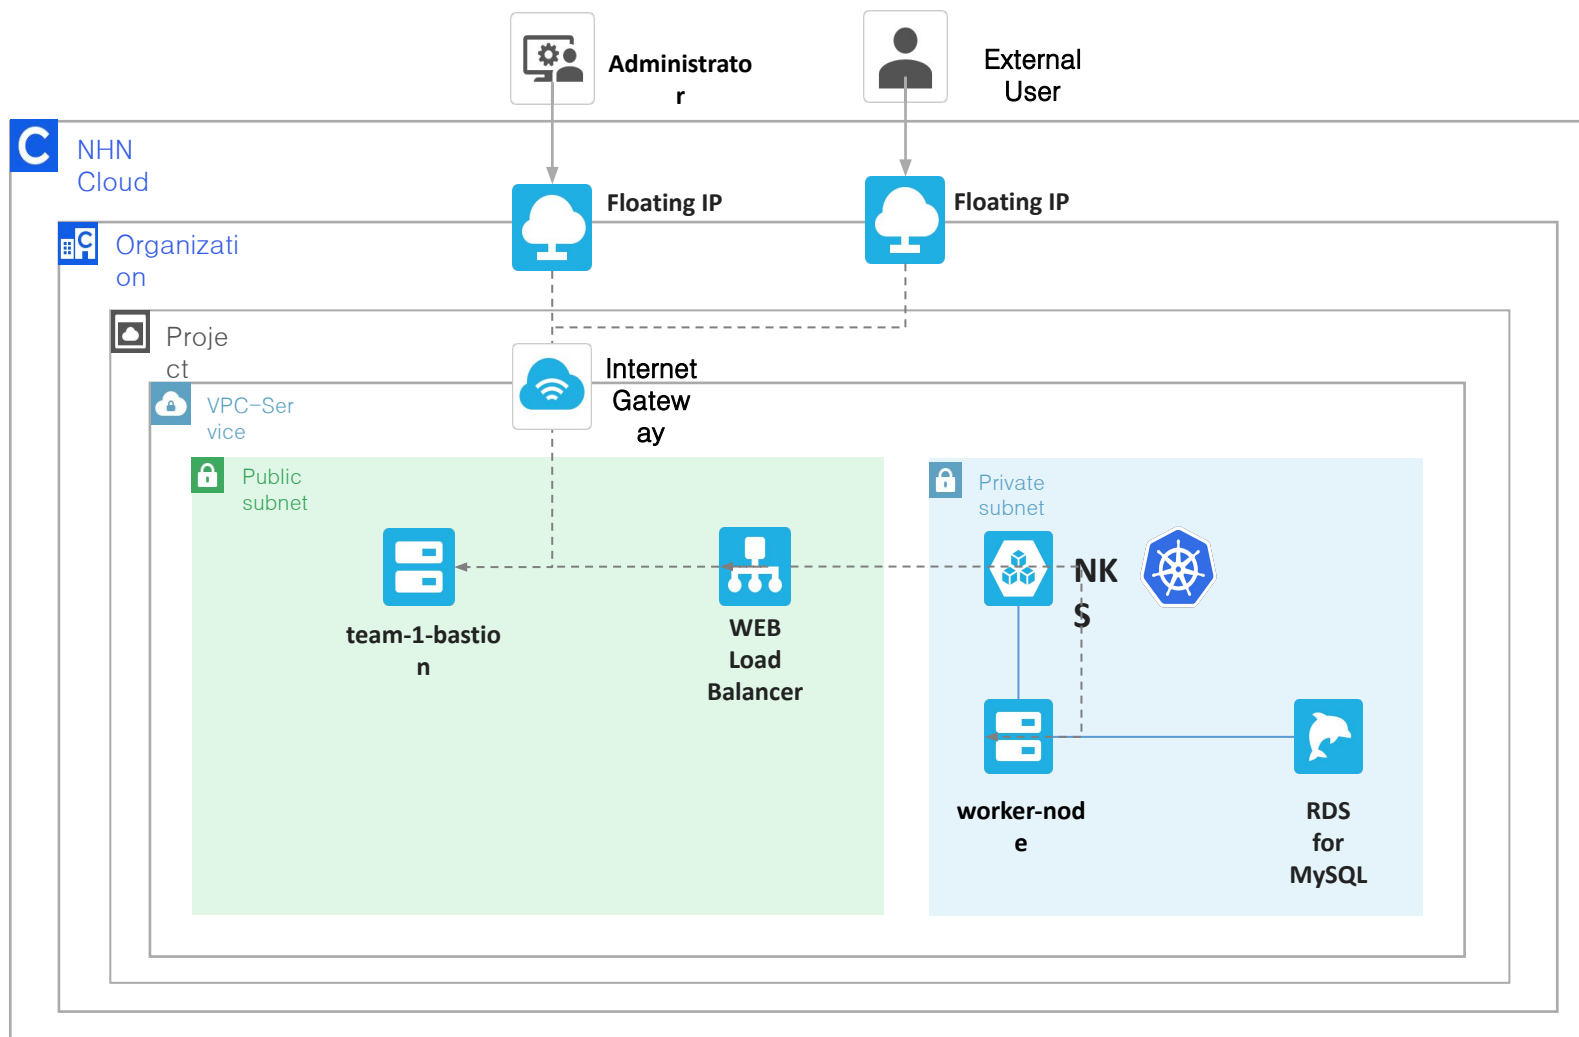 Administrato
r
External
User
NHN
Cloud
Floating IP
Floating IP
Organizati
on
Proje
ct
Internet
Gatew
ay
VPC-Ser
vice
Public
subnet
Private
subnet
NK
S
team-1-bastio
n
WEB
Load
Balancer
worker-nod
e
RDS
for
MySQL